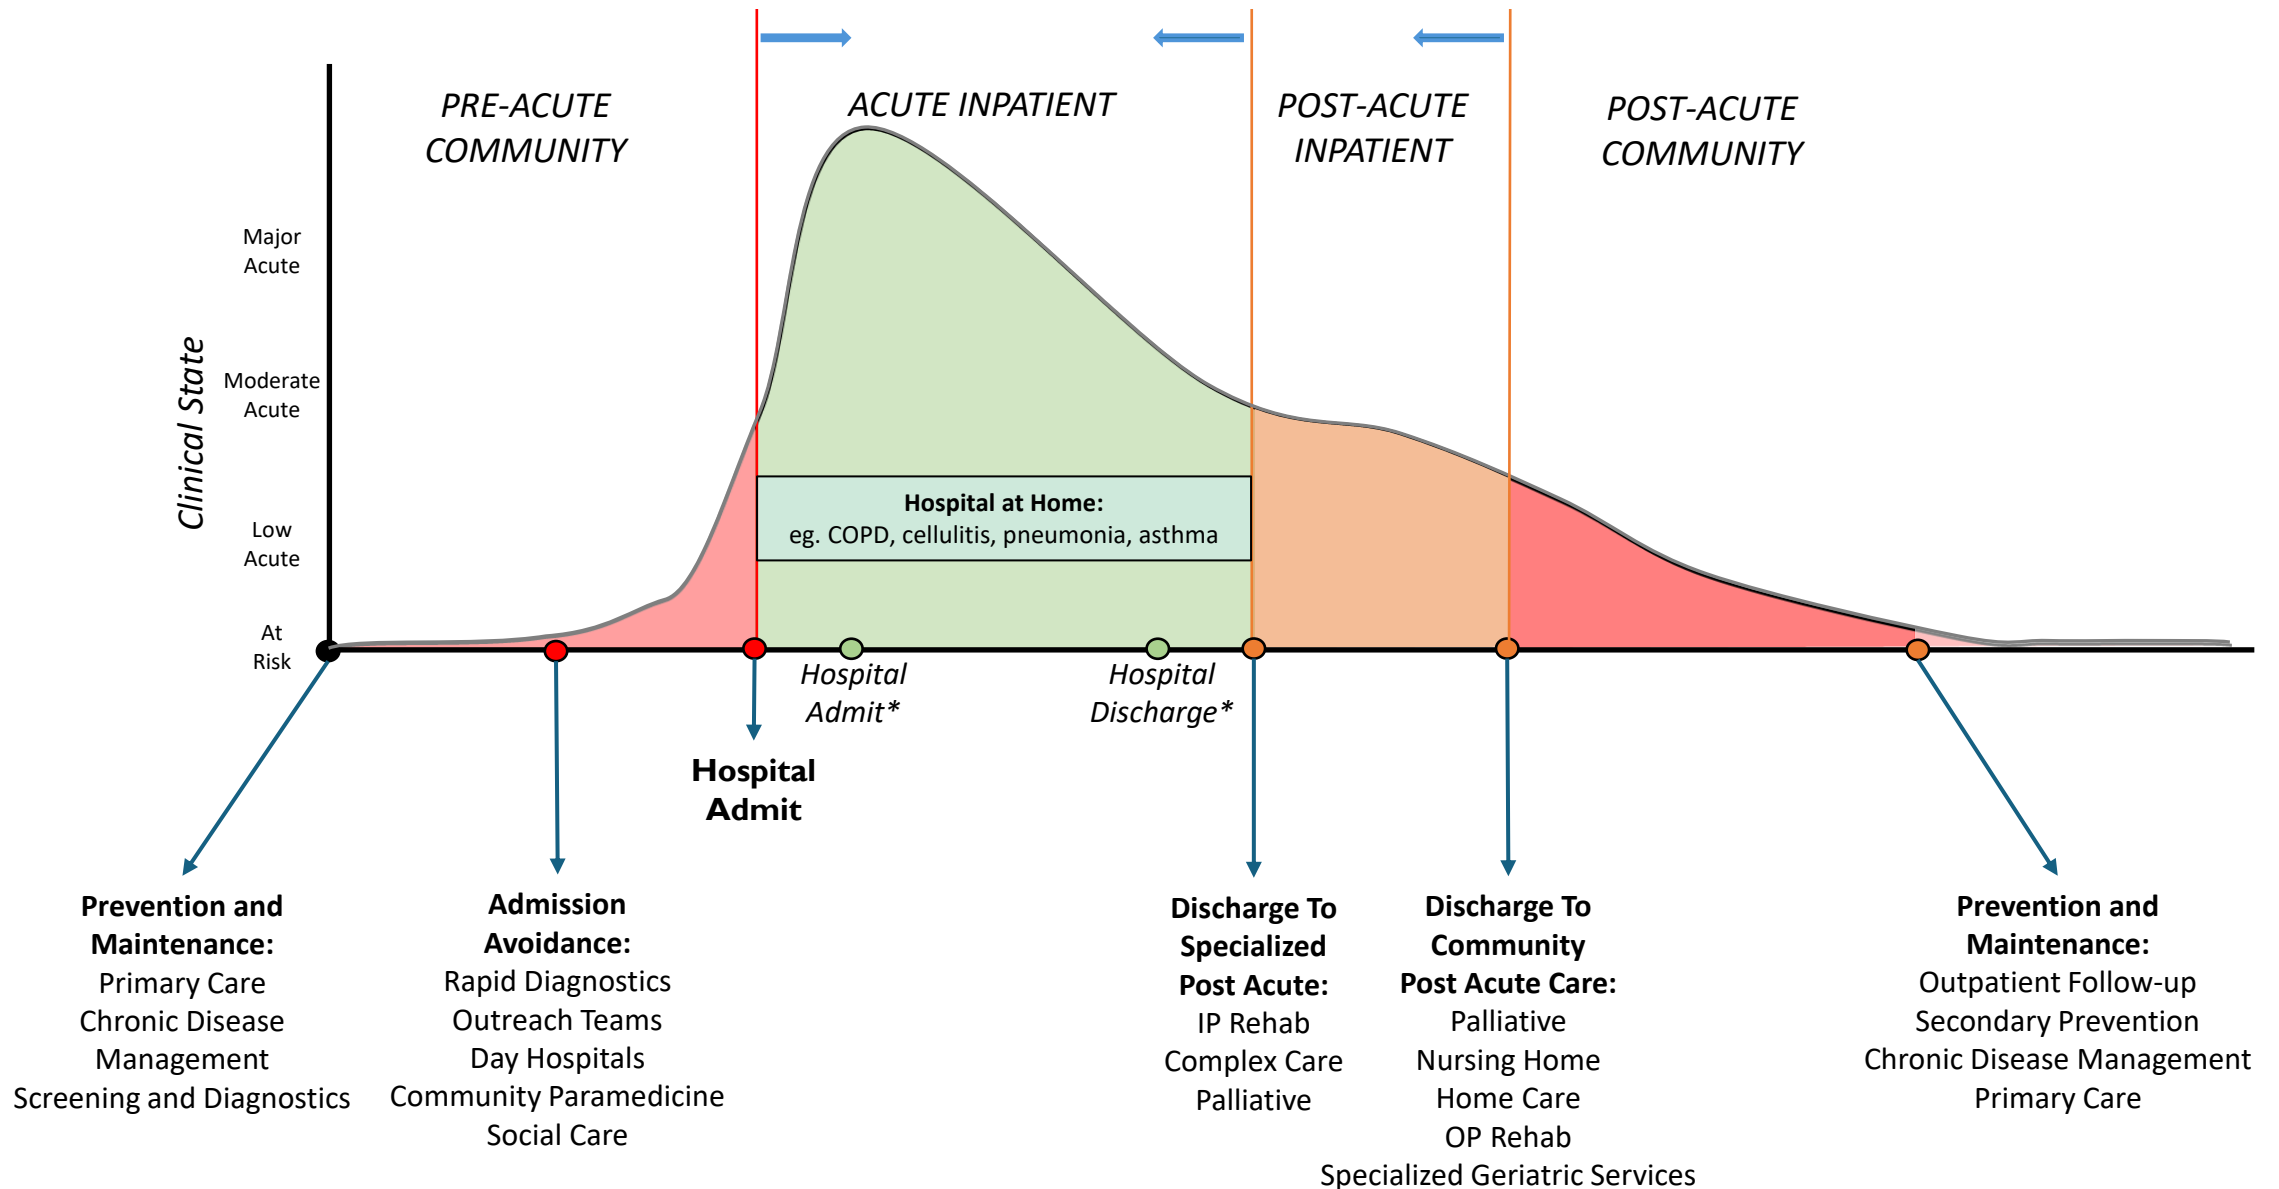 PRE-ACUTE
COMMUNITY
ACUTE INPATIENT
POST-ACUTE
INPATIENT
POST-ACUTE
COMMUNITY
Clinical State
Major
Acute
Moderate
Acute
Low
Acute
At
Risk
Hospital at Home:
eg. COPD, cellulitis, pneumonia, asthma
Hospital
Admit*
Hospital
Discharge*
Hospital
Admit
Prevention and
Maintenance:
Primary Care
Chronic Disease
Management
Screening and Diagnostics
Admission
Avoidance:
Rapid Diagnostics
Outreach Teams
Day Hospitals
Community Paramedicine
Social Care
Discharge To
Specialized
Post Acute:
IP Rehab
Complex Care
Palliative
Discharge To
Community
Post Acute Care:
Palliative
Nursing Home
Home Care
OP Rehab
Specialized Geriatric Services
Prevention and
Maintenance:
Outpatient Follow-up
Secondary Prevention
Chronic Disease Management
Primary Care